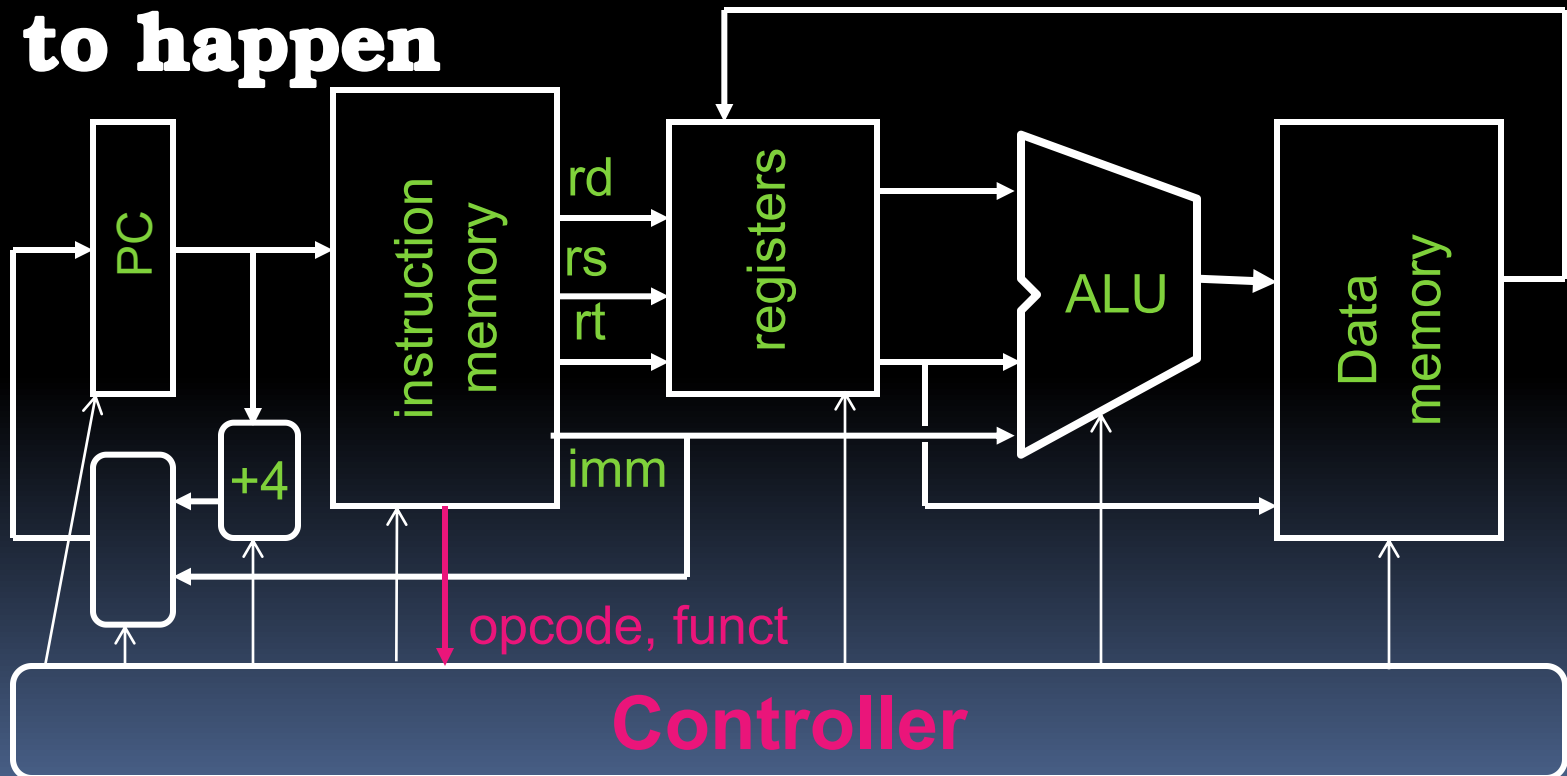 to happen
PC
instruction
memory
rd
rs
rt
imm
registers
ALU
Data
memory
+4
opcode, funct
Controller